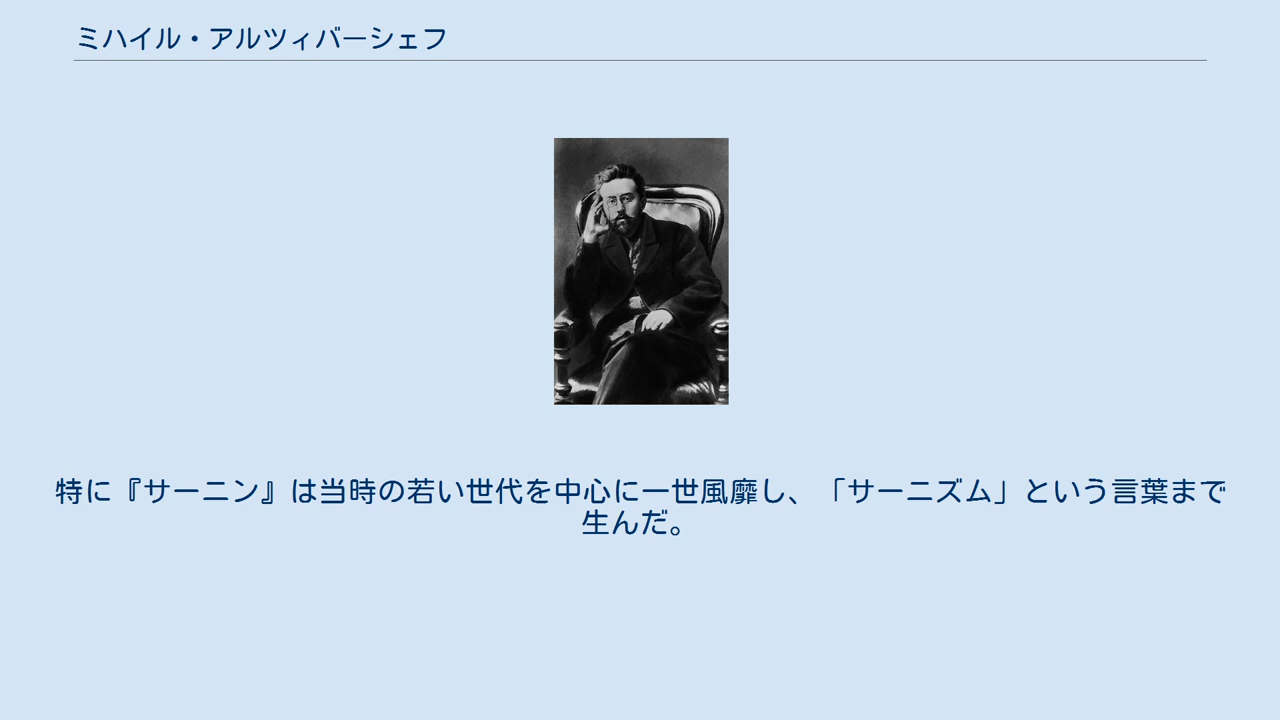 ミハイル・アルツィバーシェフ
特に『サーニン』は当時の若い世代を中心に一世風靡し、「サーニズム」という言葉まで
生んだ。